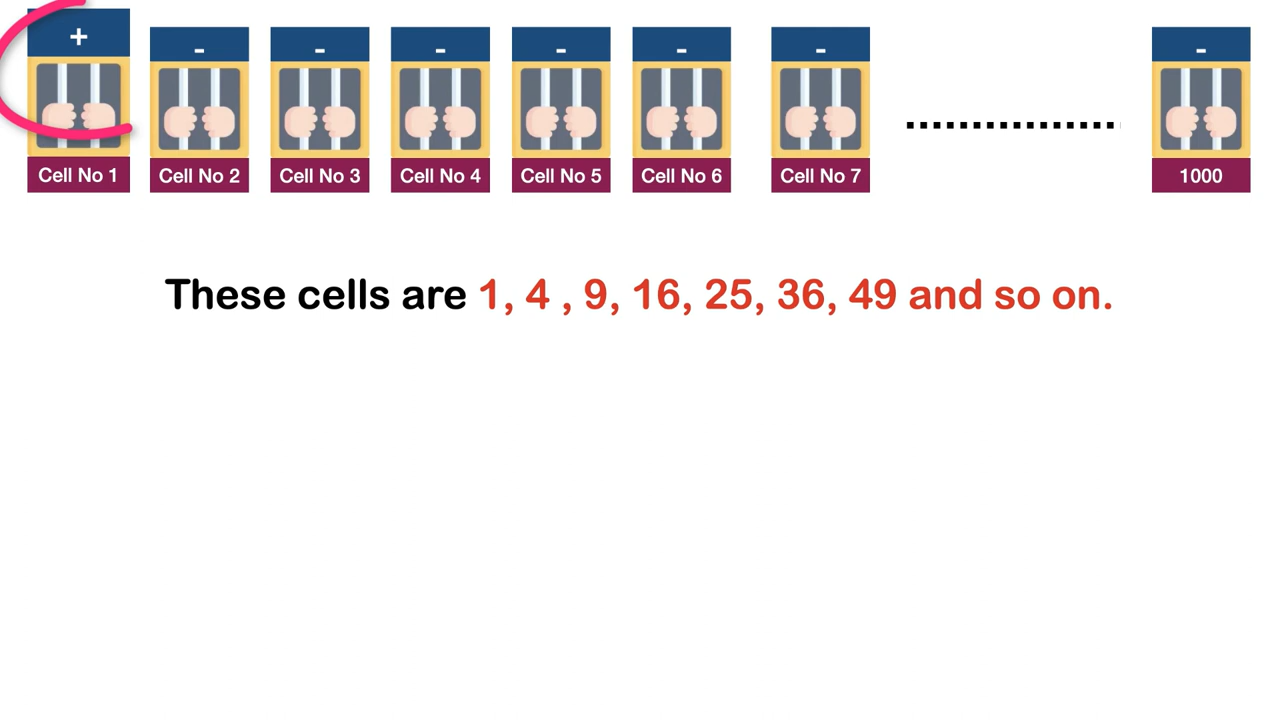 + - - - - - - -
Cell No 1 Cell No 2 Cell No 3 Cell No 4 Cell No 5 Cell No 6 Cell No 7 1000
These cells are 1, 4 , 9, 16, 25, 36, 49 and so on.